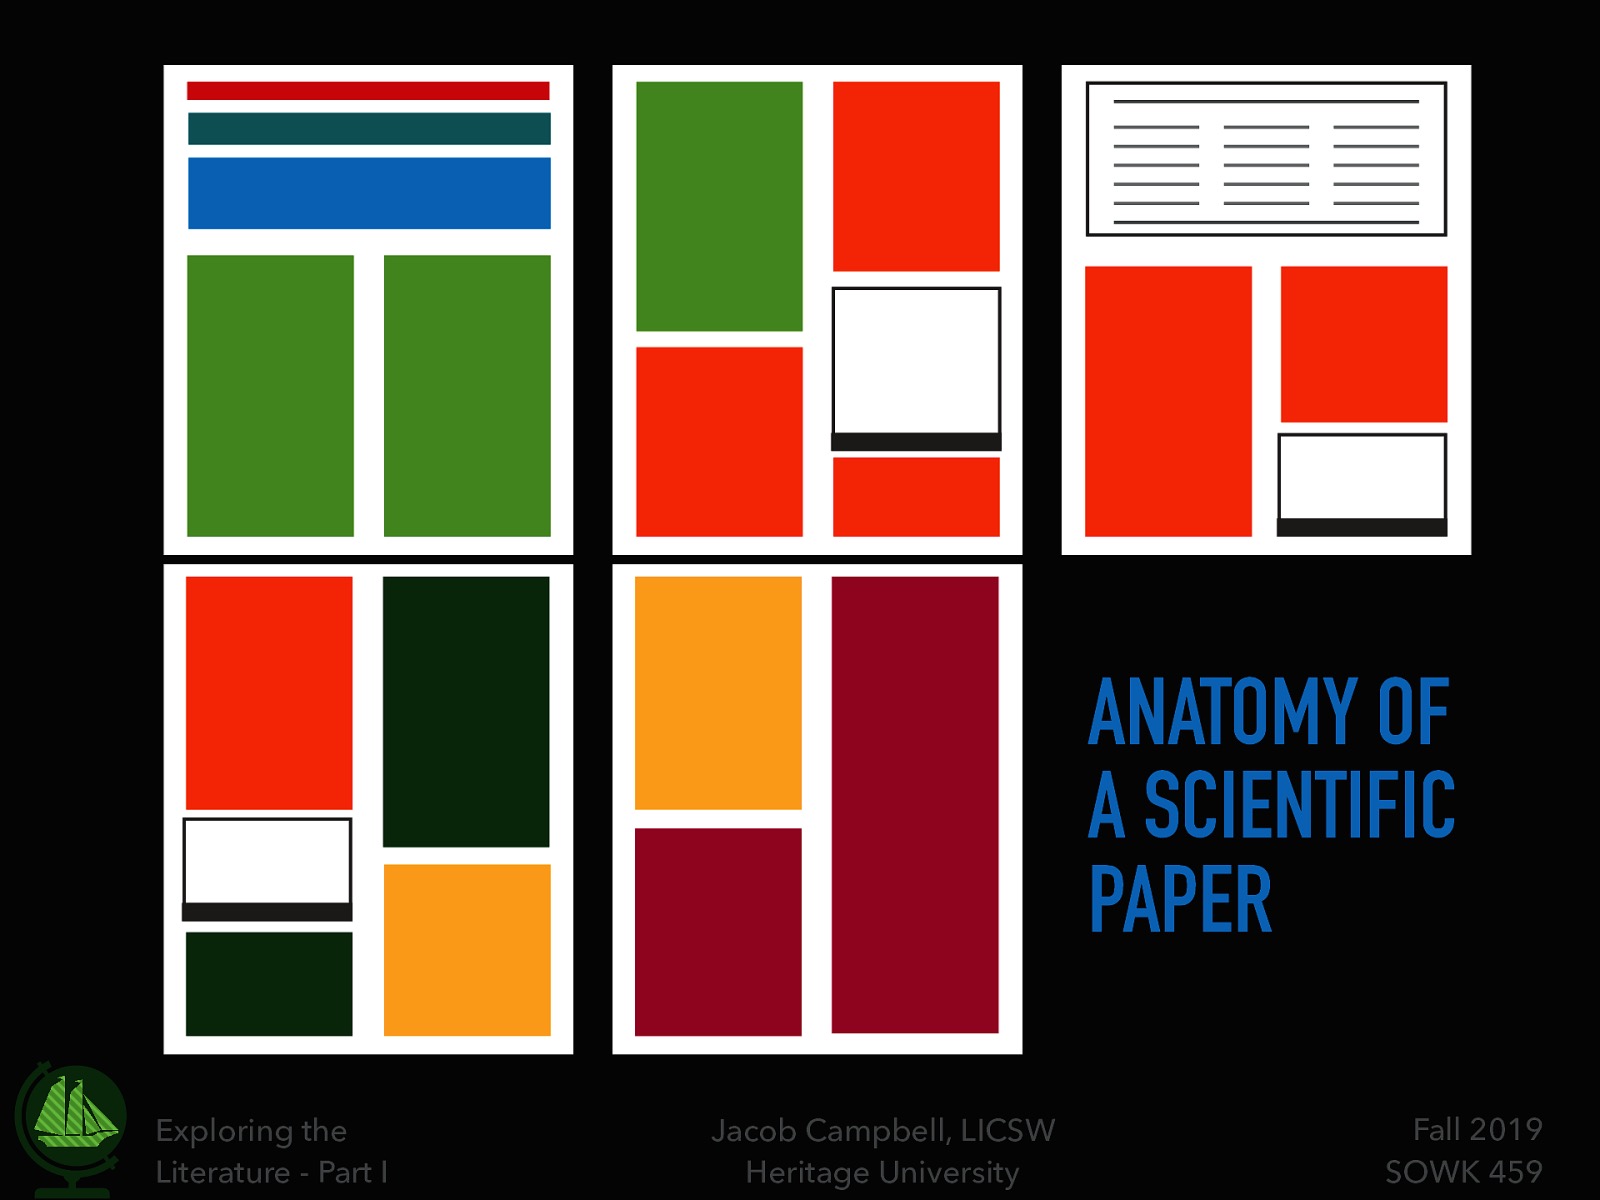 ANATOMY OF
A SCIENTIFIC
PAPER
Exploring the
Literature - Part I
Jacob Campbell, LICSW
Heritage University
Fall 2019
SOWK 459